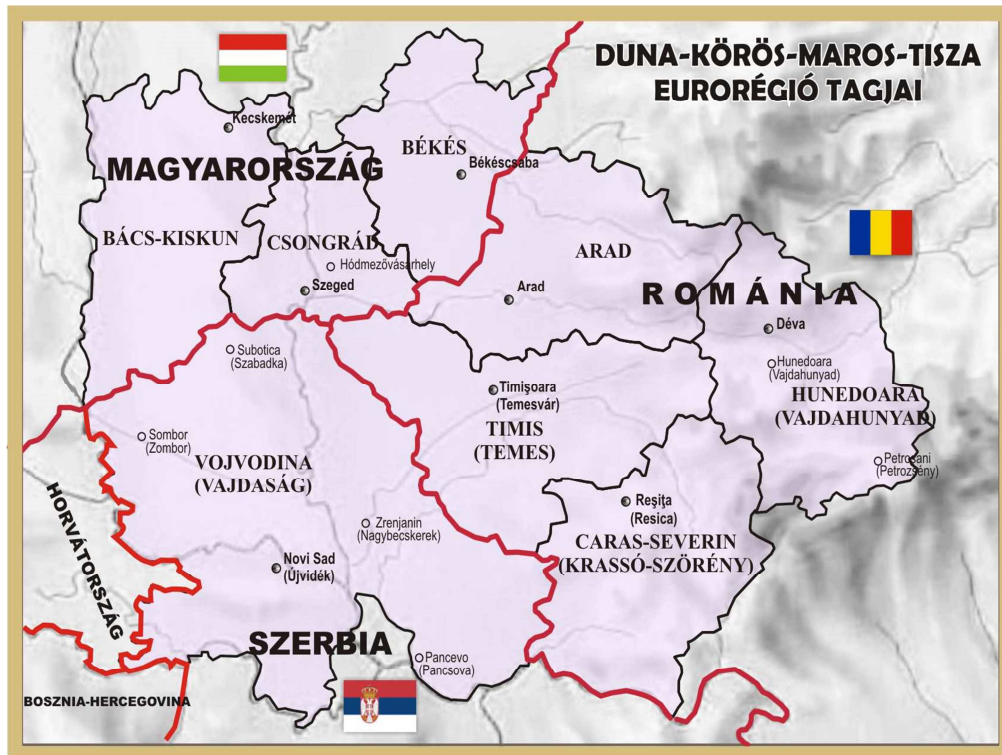 DUNA-KÖRÖS-MAROS-TISZA
EURORÉGIÓ TAGJAI
Kecskemét
MAGYARORSZÁG
BÉKÉS
Békéscsaba
BÁCS-KISKUN
CSONGRÁD
Hódmezővásárhely
Szeged
ARAD
Arad
ROMÁNIA
Déva
Hunedoara
(Vajdahunyad)
HUNEDOARA
(VAJDAHUNYAD)
Petrosani
(Petrozsény)
Subotica
(Szabadka)
Timişoara
(Temesvár)
TIMIS
(TEMES)
Sombor
(Zombor)
VOJVODINA
(VAJDASÁG)
Reşiţa
(Resica)
CARAS-SEVERIN
(KRASSÓ-SZÖRÉNY)
Zrenjanin
(Nagybecskerek)
Novi Sad
(Újvidék)
HORVÁTORSZÁG
SZERBIA
Pancevo
(Pancsova)
BOSZNIA-HERCEGOVINA